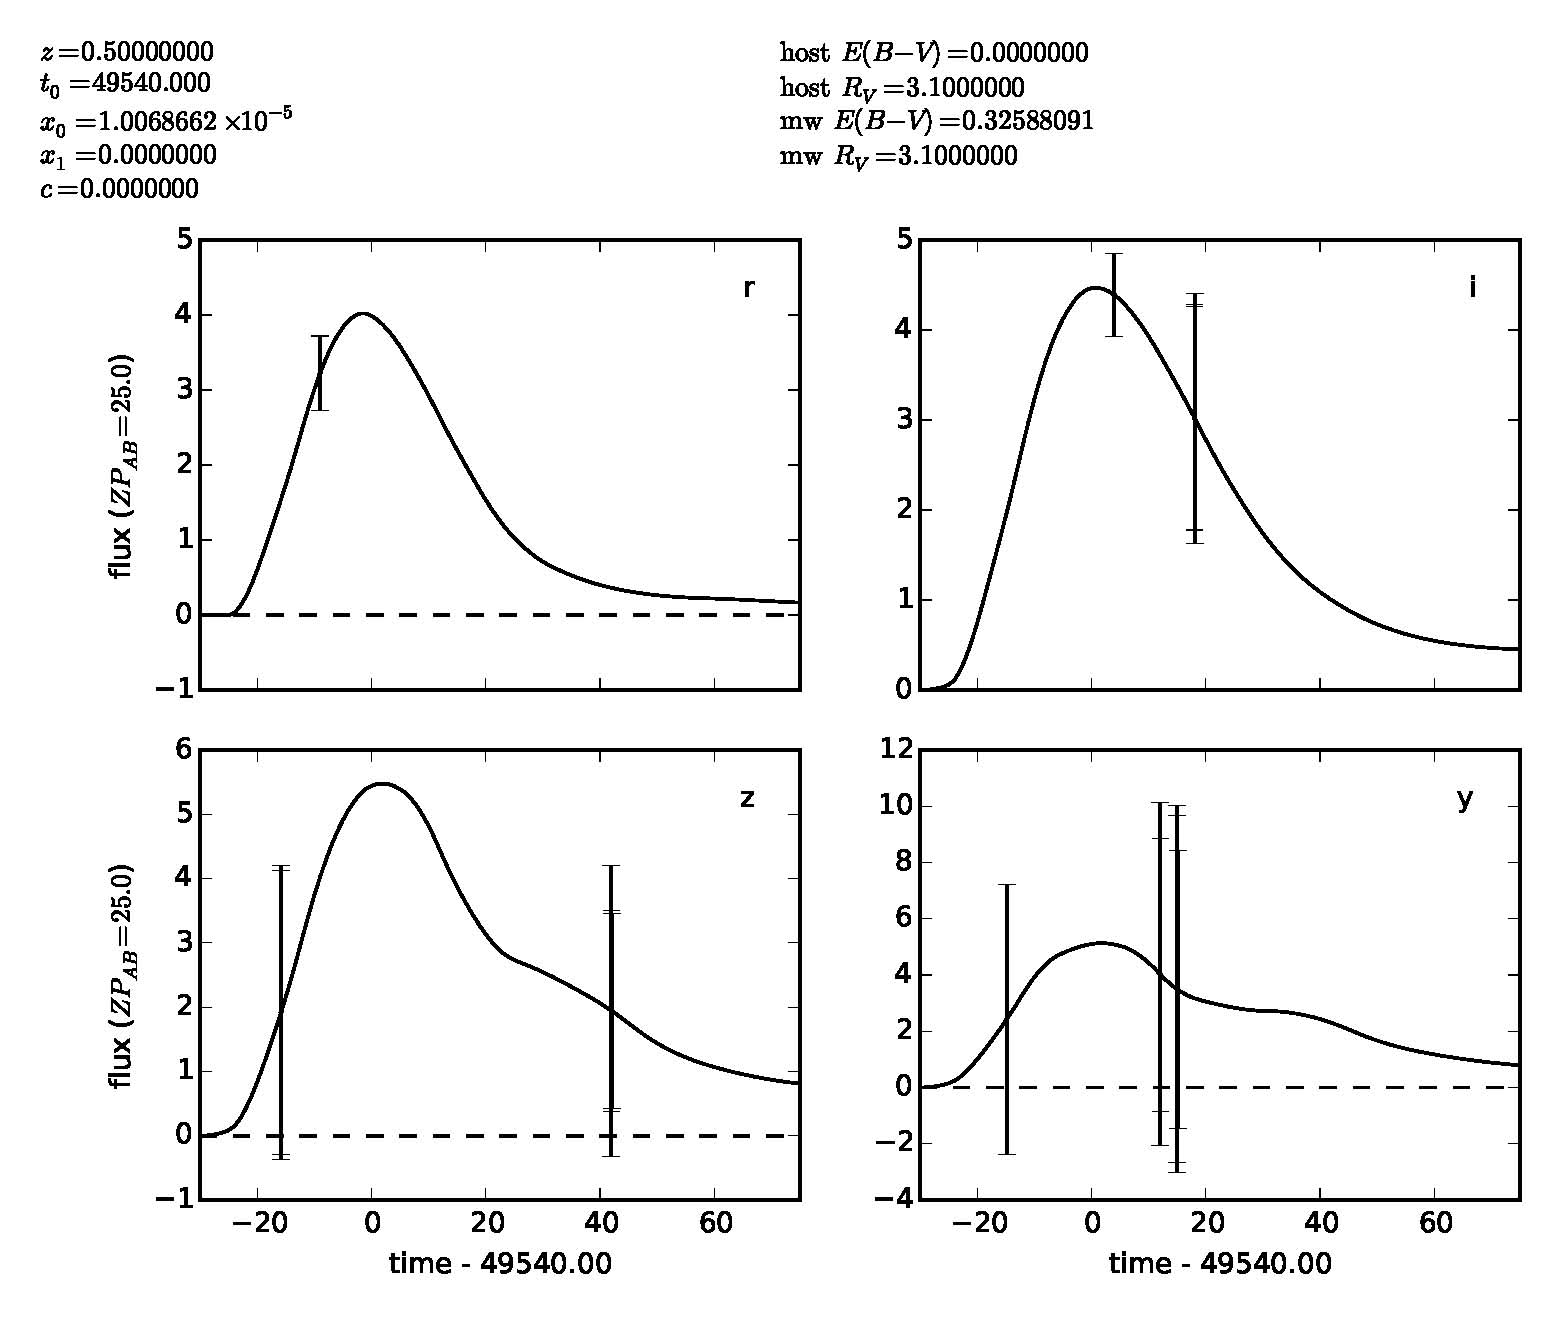 z=0.50000000
t0=49540.000
x0=1.0068662 ×10^−5
x1=0.0000000
c=0.0000000
host E(B−V)=0.0000000
host RV=3.1000000
mw E(B−V)=0.32588091
mw RV=3.1000000
5
4
3
2
1
0
−1
flux (ZPAB=25.0)
r
5
4
3
2
1
0
i
6
5
4
3
2
1
0
−1
flux (ZPAB=25.0)
z
−20 0 20 40 60
time - 49540.00
12
10
8
6
4
2
0
−2
−4
y
−20 0 20 40 60
time - 49540.00